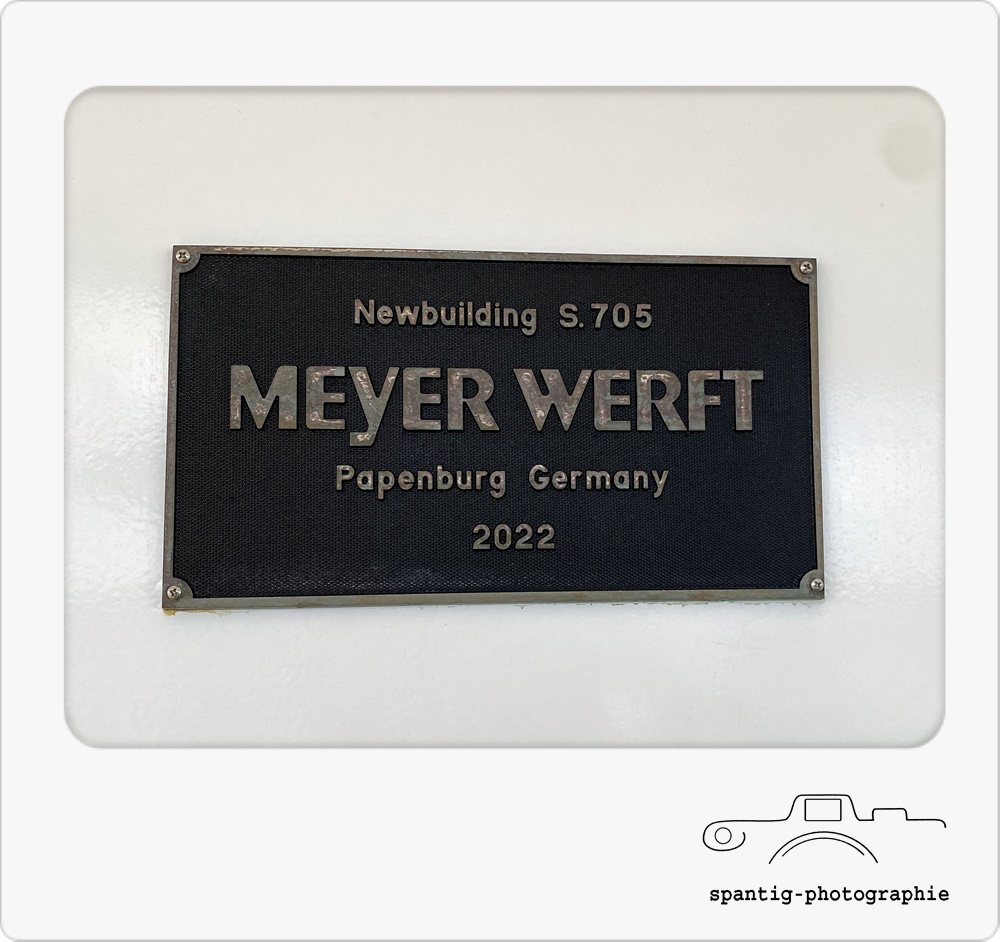 Newbuilding S.705
MEYER WERFT
Papenburg Germany
2022
spantig-photographie